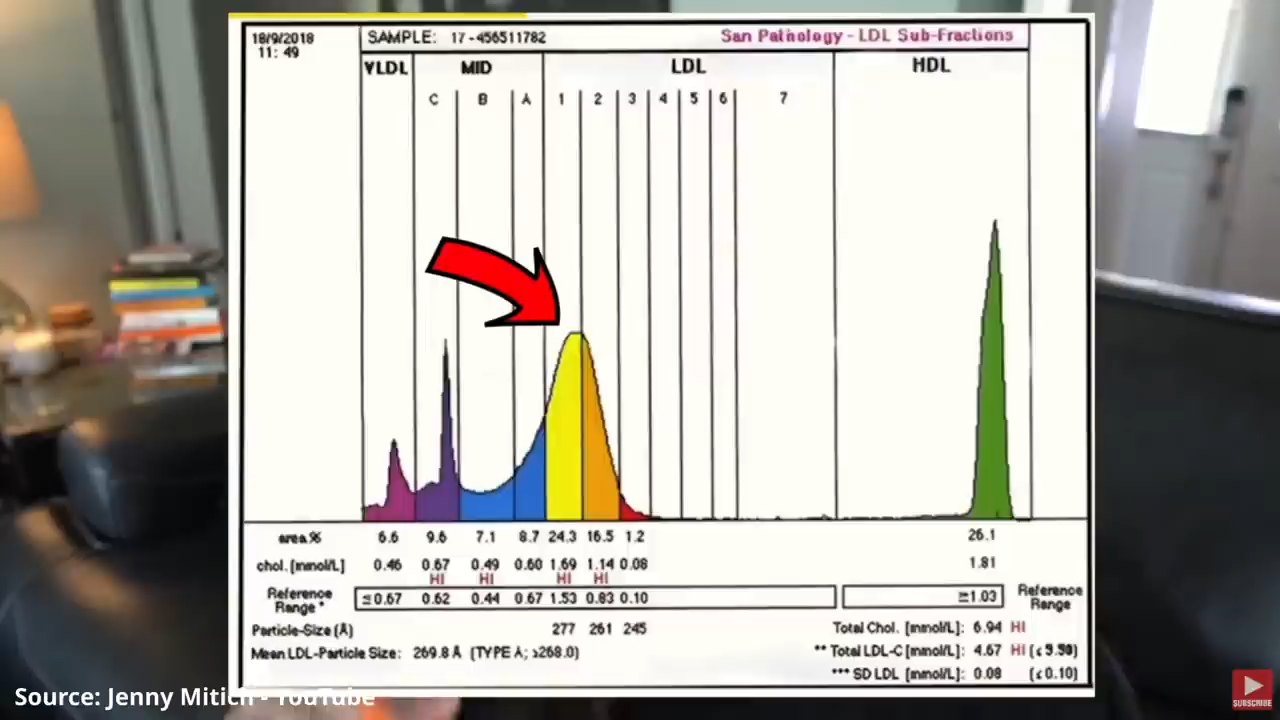 18/9/2018
11: 49
SAMPLE: 17-456511782
San Pathology - LDL Sub-Fractions
VLDL MID LDL HDL
C B A 1 2 3 4 5 6 7
area% 6.6 9.6 7.1 8.7 24.3 16.5 1.2 26.1
chol. [mmol/L] 0.46 0.67 0.49 0.60 1.69 1.14 0.08 1.81
HI HI HI HI
Reference Range * ≤0.67 0.62 0.44 0.67 1.53 0.83 0.10 ≥1.03 Reference Range
Particle-Size (Å) 277 261 245
Total Chol. [mmol/L]: 6.94 HI
Mean LDL-Particle Size: 269.8 Å (TYPE A; >268.0)
** Total LDL-C [mmol/L]: 4.67 HI
*** SD LDL [mmol/L]: 0.08 (<0.10)
Source: Jenny Mitich - YouTube
SUBSCRIBE